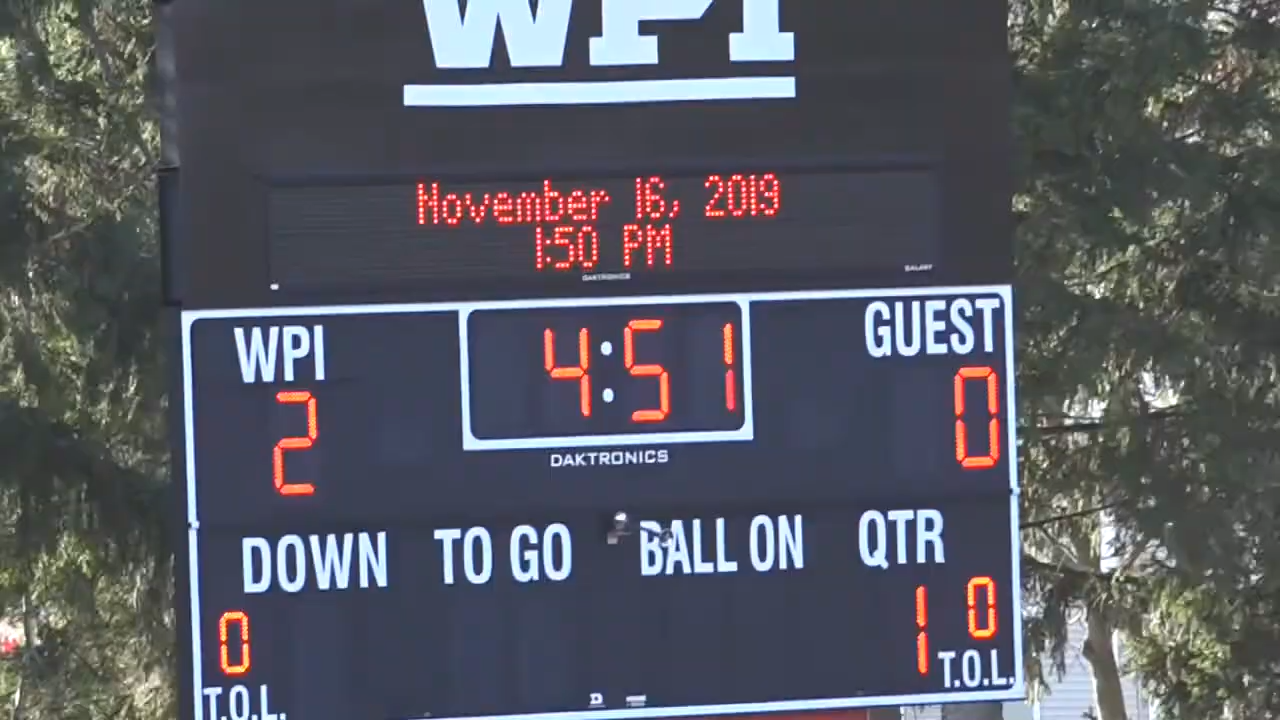 WPI
November 16, 2019
1:50 PM
DAKTRONICS
GALAXY
WPI 4:51 GUEST
2 0
DAKTRONICS
DOWN TO GO BALL ON QTR
0 1 0
T.O.L. T.O.L.